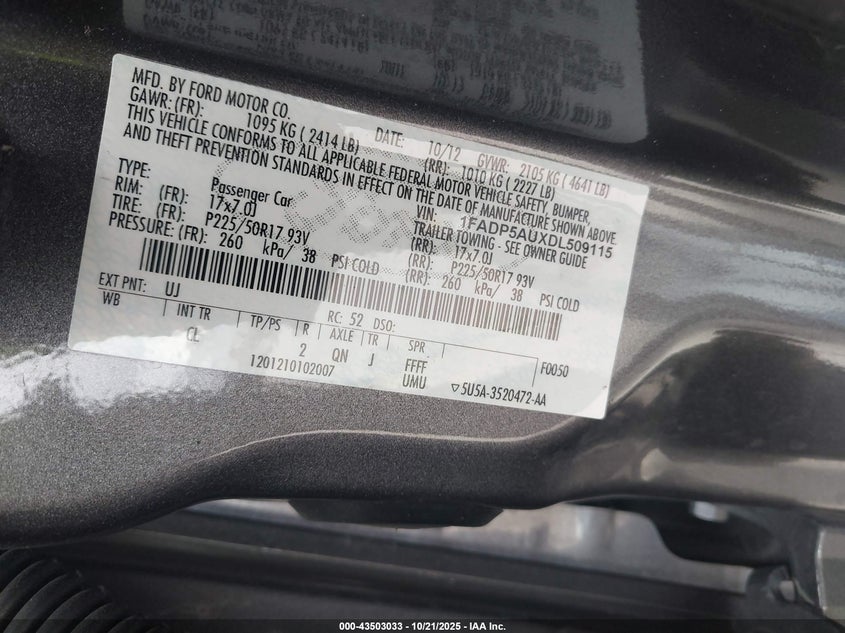 MFD. BY FORD MOTOR CO.
DATE: 10/12 GVWR: 2105 KG ( 4641 LB)
GAWR: (FR): 1095 KG ( 2414 LB) (RR): 1010 KG ( 2227 LB)
THIS VEHICLE CONFORMS TO ALL APPLICABLE FEDERAL MOTOR VEHICLE SAFETY, BUMPER,
AND THEFT PREVENTION STANDARDS IN EFFECT ON THE DATE OF MANUFACTURE SHOWN ABOVE.
VIN: 1FADP5AUXDL509115
TYPE: Passenger Car TRAILER TOWING - SEE OWNER GUIDE
RIM: (FR): 17x7.0J (RR): 17x7.0J
TIRE: (FR): P225/50R17 93V (RR): P225/50R17 93V
PRESSURE: (FR): 260 kPa/ 38 PSI COLD (RR): 260 kPa/ 38 PSI COLD
EXT PNT: UJ RC: 52 DSO: F0050
WB INT TR TP/PS R AXLE TR SPR
CL 2 QN J FFFF
1201210102007 UMU ▽5U5A-3520472-AA
000-43503033 - 10/21/2025 - IAA Inc.